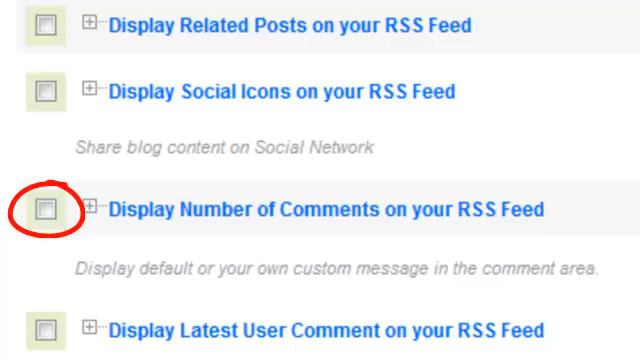 Display Related Posts on your RSS Feed
Display Social Icons on your RSS Feed
Share blog content on Social Network
Display Number of Comments on your RSS Feed
Display default or your own custom message in the comment area.
Display Latest User Comment on your RSS Feed